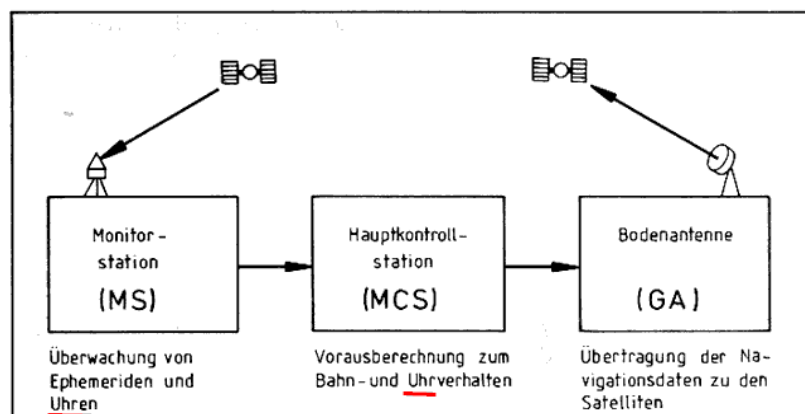 Monitor-
station
(MS)
Hauptkontroll-
station
(MCS)
Bodenantenne
(GA)
Überwachung von
Ephemeriden und
Uhren
Vorausberechnung zum
Bahn- und Uhrverhalten
Übertragung der Na-
vigationsdaten zu den
Satelliten